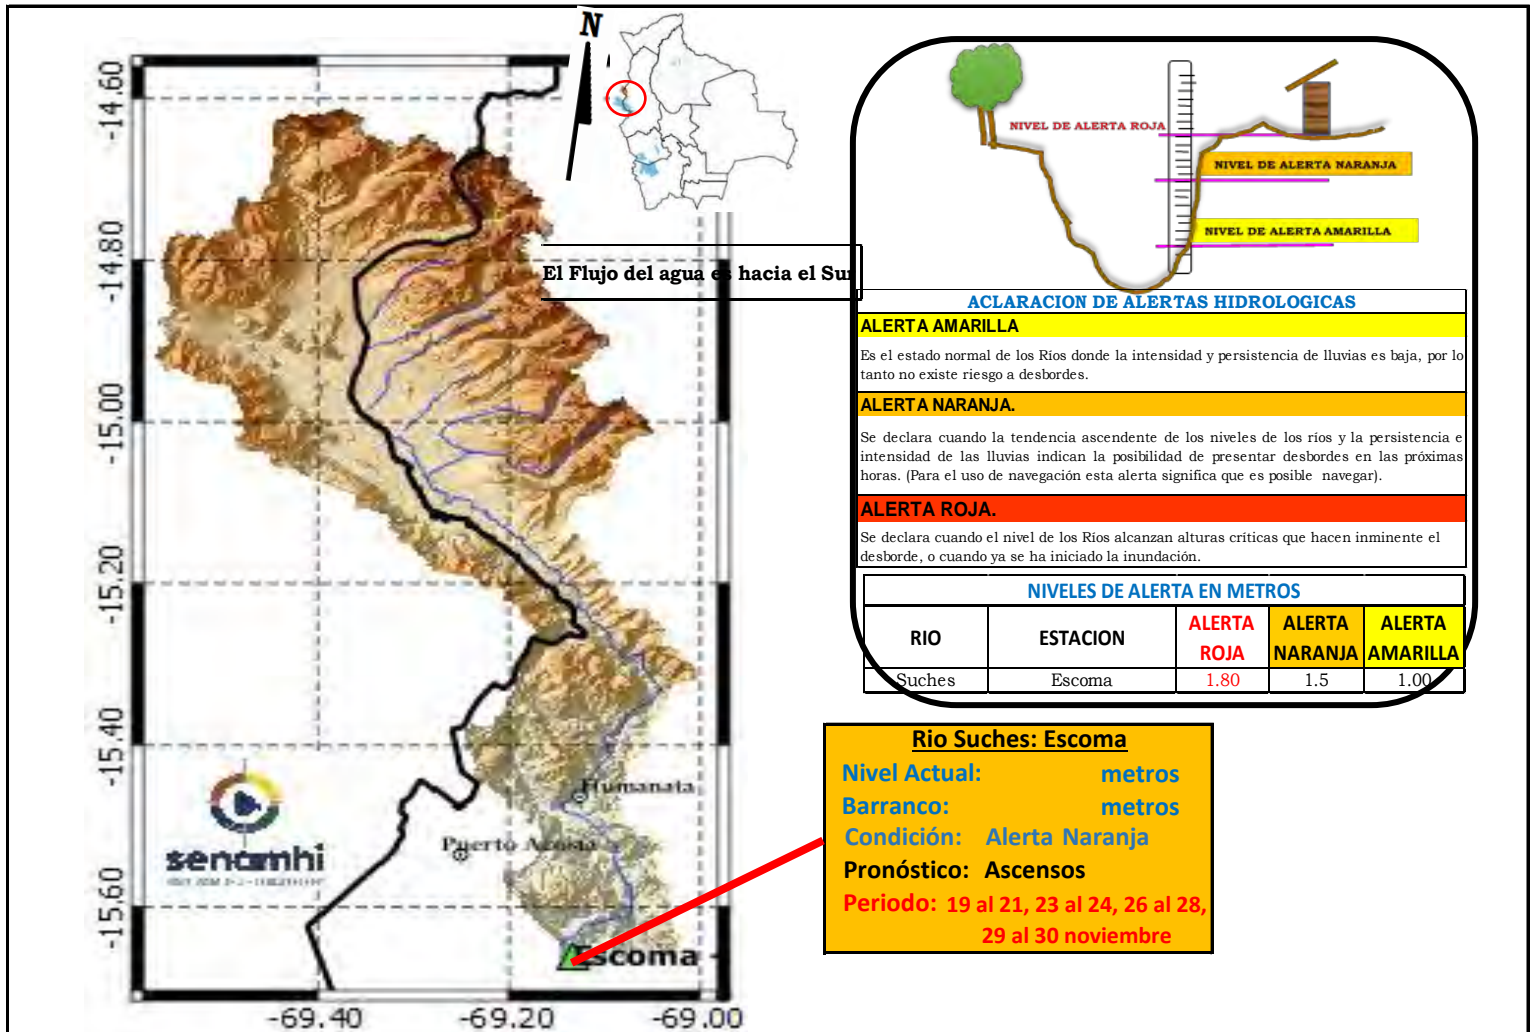 N
-14.60
-14.80
-15.00
-15.20
-15.40
-15.60
-69.40
-69.20
-69.00
El Flujo del agua es hacia el Sur
Humanata
Puerto Acosta
Escoma
senamhi
NIVEL DE ALERTA ROJA
NIVEL DE ALERTA NARANJA
NIVEL DE ALERTA AMARILLA
ACLARACION DE ALERTAS HIDROLOGICAS
ALERTA AMARILLA
Es el estado normal de los Ríos donde la intensidad y persistencia de lluvias es baja, por lo
tanto no existe riesgo a desbordes.
ALERTA NARANJA.
Se declara cuando la tendencia ascendente de los niveles de los ríos y la persistencia e
intensidad de las lluvias indican la posibilidad de presentar desbordes en las próximas
horas. (Para el uso de navegación esta alerta significa que es posible navegar).
ALERTA ROJA.
Se declara cuando el nivel de los Ríos alcanzan alturas críticas que hacen inminente el
desborde, o cuando ya se ha iniciado la inundación.
NIVELES DE ALERTA EN METROS
RIO ESTACION ALERTA ROJA ALERTA NARANJA ALERTA AMARILLA
Suches Escoma 1.80 1.5 1.00
Rio Suches: Escoma
Nivel Actual: metros
Barranco: metros
Condición: Alerta Naranja
Pronóstico: Ascensos
Periodo: 19 al 21, 23 al 24, 26 al 28,
29 al 30 noviembre